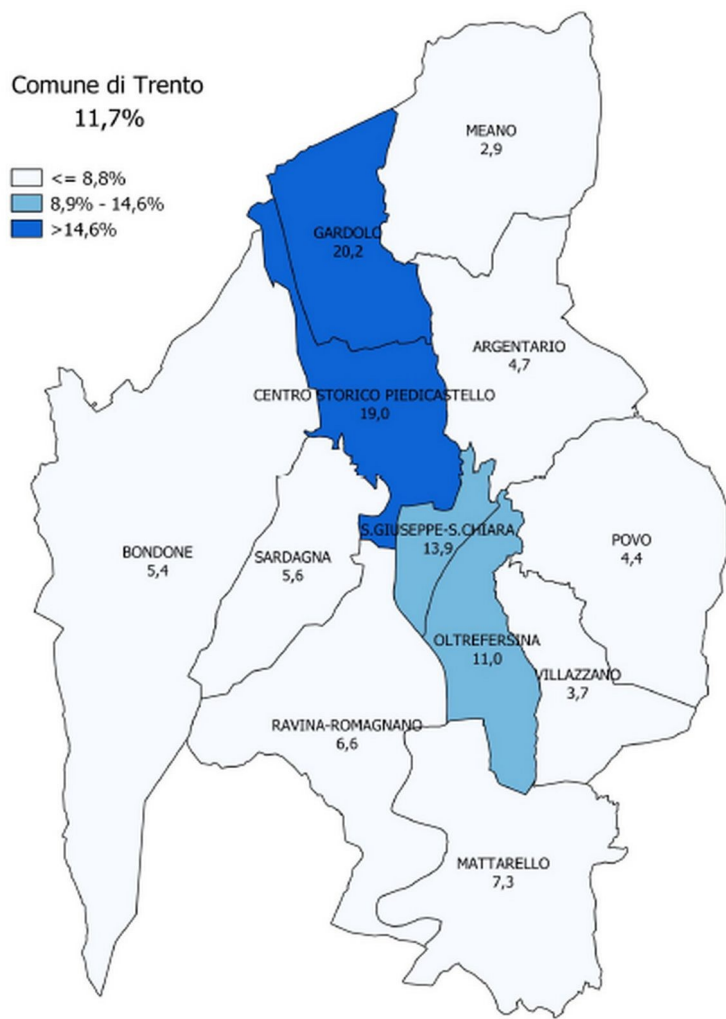 Comune di Trento
11,7%
<= 8,8%
8,9% - 14,6%
>14,6%
MEANO
2,9
GARDOLO
20,2
ARGENTARIO
4,7
CENTRO STORICO PIEDICASTELLO
19,0
S.GIUSEPPE-S.CHIARA
13,9
POVO
4,4
BONDONE
5,4
SARDAGNA
5,6
OLTREFERSINA
11,0
VILLAZZANO
3,7
RAVINA-ROMAGNANO
6,6
MATTARELLO
7,3